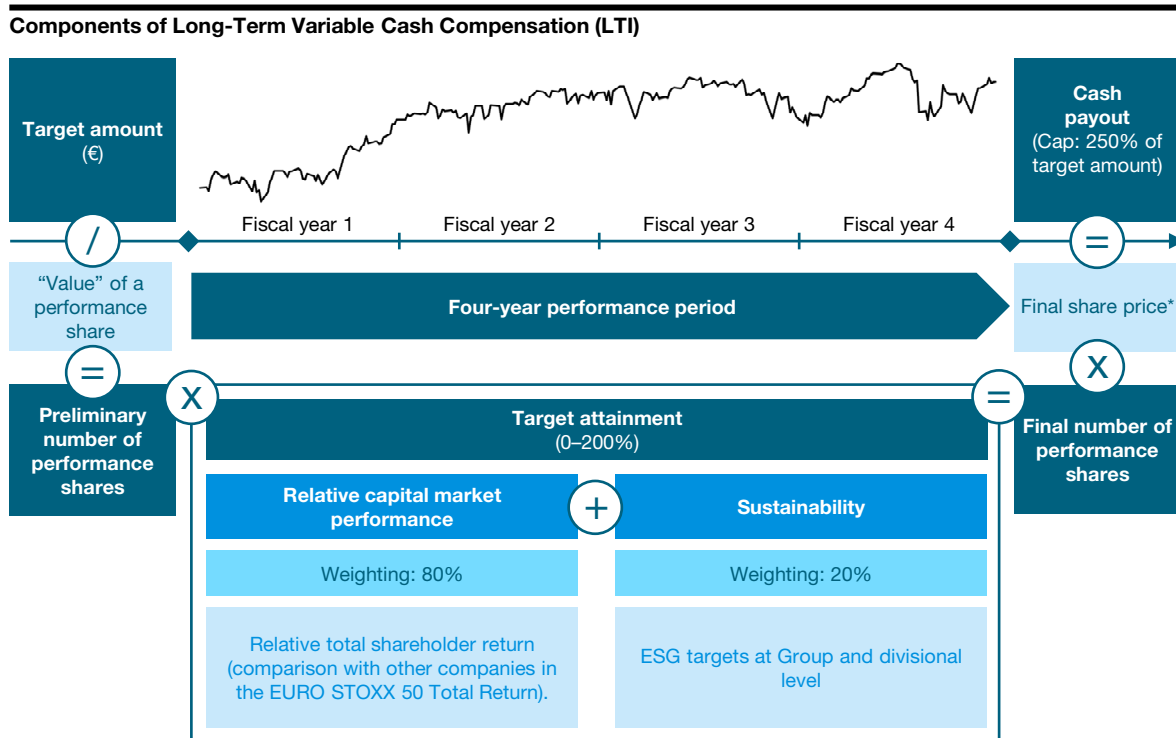 Components of Long-Term Variable Cash Compensation (LTI)
Target amount
(€)
Cash
payout
(Cap: 250% of
target amount)
Fiscal year 1
Fiscal year 2
Fiscal year 3
Fiscal year 4
/
=
“Value” of a
performance
share
Four-year performance period
Final share price*
=
X
Preliminary
number of
performance
shares
X
Target attainment
(0–200%)
=
Final number of
performance
shares
Relative capital market
performance
+
Sustainability
Weighting: 80%
Weighting: 20%
Relative total shareholder return
(comparison with other companies in
the EURO STOXX 50 Total Return).
ESG targets at Group and divisional
level